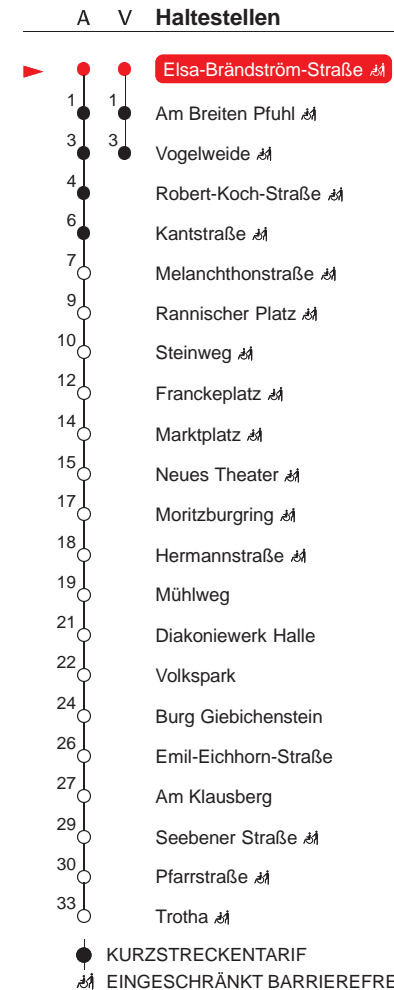 A V Haltestellen
Elsa-Brändström-Straße
1 1 Am Breiten Pfuhl
3 3 Vogelweide
4 Robert-Koch-Straße
6 Kantstraße
7 Melanchthonstraße
9 Rannischer Platz
10 Steinweg
12 Franckeplatz
14 Marktplatz
15 Neues Theater
17 Moritzburgring
18 Hermannstraße
19 Mühlweg
21 Diakoniewerk Halle
22 Volkspark
24 Burg Giebichenstein
26 Emil-Eichhorn-Straße
27 Am Klausberg
29 Seebener Straße
30 Pfarrstraße
33 Trotha
KURZSTRECKENTARIF
EINGESCHRÄNKT BARRIEREFRE